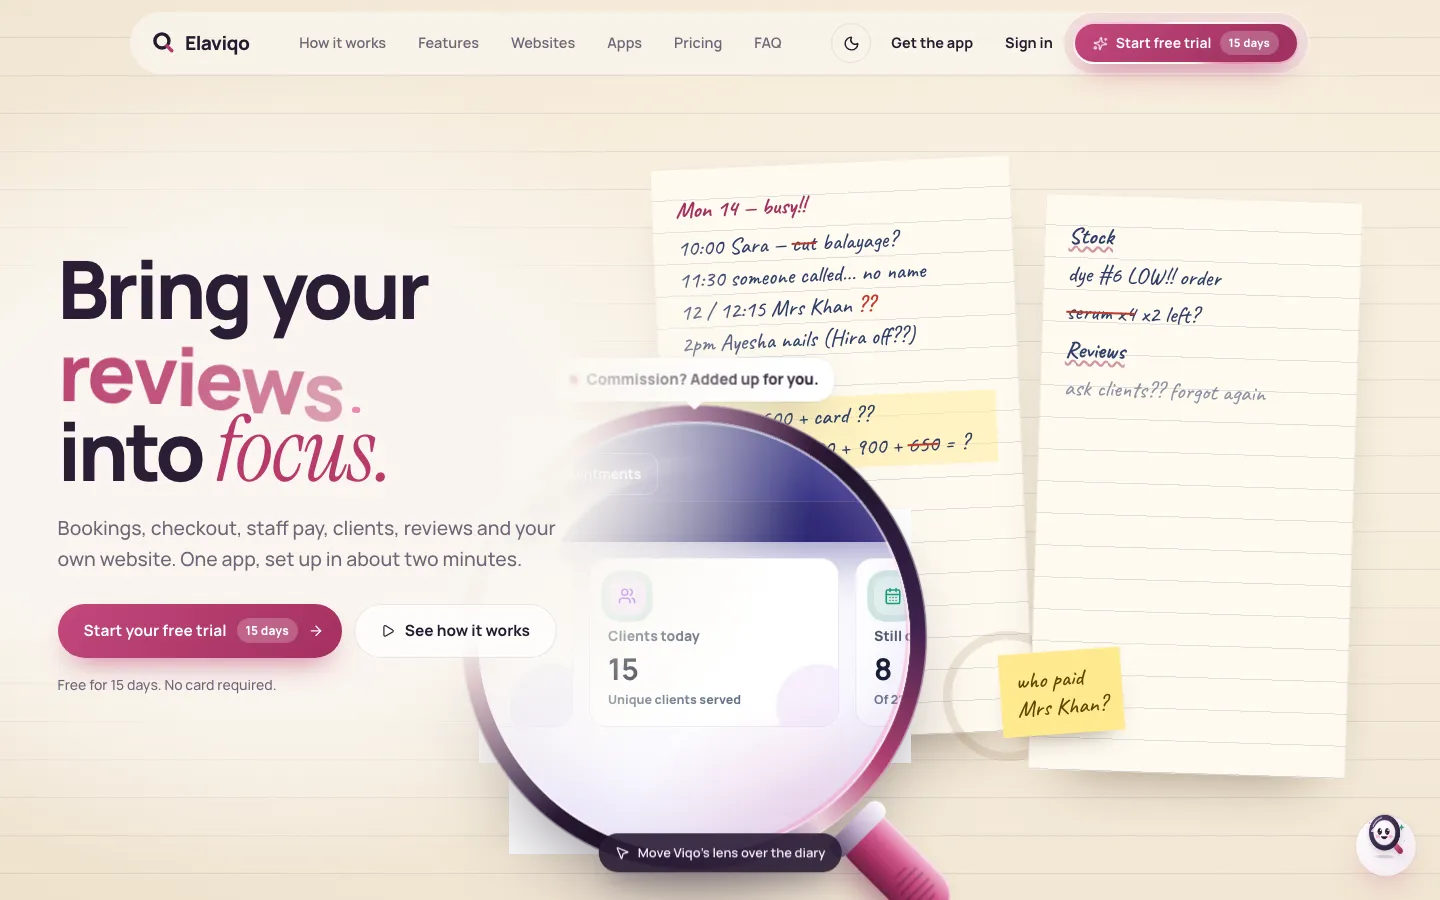 Elaviqo
How it works
Features
Websites
Apps
Pricing
FAQ
Get the app
Sign in
Start free trial
15 days
Bring your
reviews.
into focus.
Bookings, checkout, staff pay, clients, reviews and your
own website. One app, set up in about two minutes.
Start your free trial 15 days
See how it works
Free for 15 days. No card required.
Mon 14 – busy!!
10:00 Sara – cut balayage?
11:30 someone called... no name
12 / 12:15 Mrs Khan ??
2pm Ayesha nails (Hira off??)
Commission? Added up for you.
+ card ??
+ 900 + 650 = ?
Clients today
15
Unique clients served
Still
8
Of
Stock
dye #6 LOW!! order
serum x4 x2 left?
Reviews
ask clients?? forgot again
who paid
Mrs Khan?
Move Viqo's lens over the diary